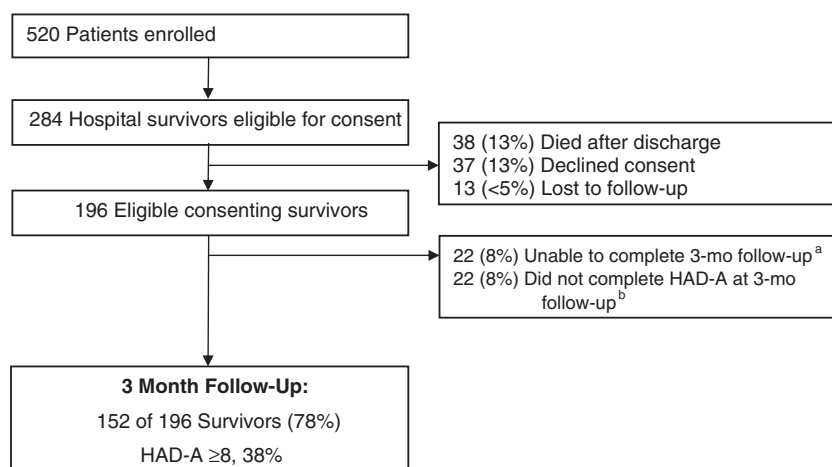 520 Patients enrolled
284 Hospital survivors eligible for consent
38 (13%) Died after discharge
37 (13%) Declined consent
13 (<5%) Lost to follow-up
196 Eligible consenting survivors
22 (8%) Unable to complete 3-mo follow-up^a
22 (8%) Did not complete HAD-A at 3-mo
follow-up^b
3 Month Follow-Up:
152 of 196 Survivors (78%)
HAD-A ≥8, 38%